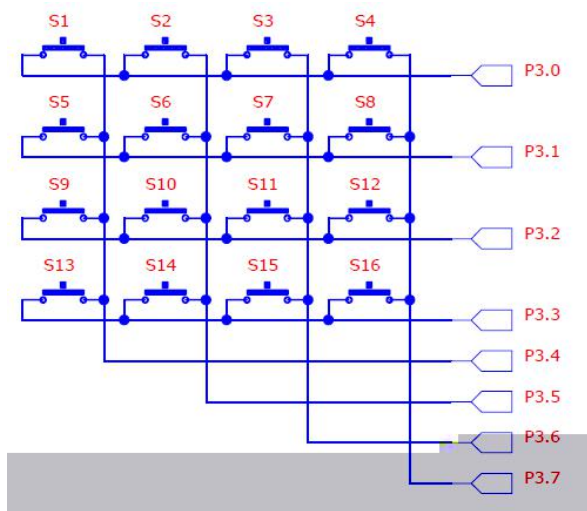 S1 S2 S3 S4
P3.0
S5 S6 S7 S8
P3.1
S9 S10 S11 S12
P3.2
S13 S14 S15 S16
P3.3
P3.4
P3.5
P3.6
P3.7